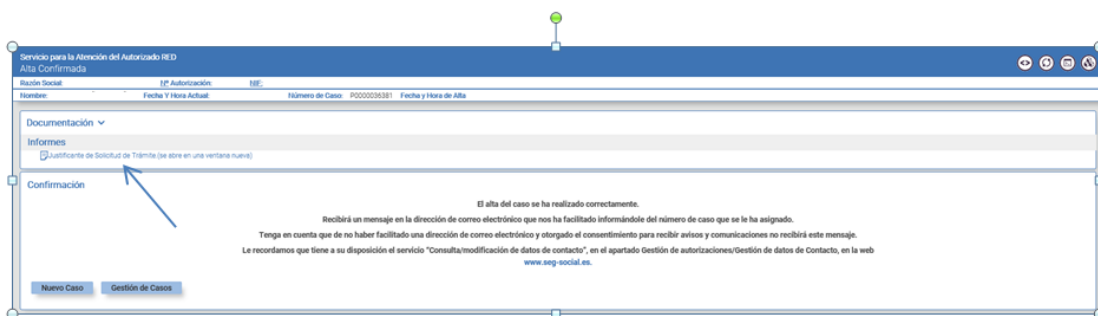 Servicio para la Atención del Autorizado RED
Alta Confirmada
Razón Social: Nº Autorización: NIF:
Nombre: Fecha Y Hora Actual: Número de Caso: P0000036381 Fecha y Hora de Alta
Documentación
Informes
Justificante de Solicitud de Trámite (se abre en una ventana nueva)
Confirmación
El alta del caso se ha realizado correctamente.
Recibirá un mensaje en la dirección de correo electrónico que nos ha facilitado informándole del número de caso que se le ha asignado.
Tenga en cuenta que de no haber facilitado una dirección de correo electrónico y otorgado el consentimiento para recibir avisos y comunicaciones no recibirá este mensaje.
Le recordamos que tiene a su disposición el servicio "Consulta/modificación de datos de contacto", en el apartado Gestión de autorizaciones/Gestión de datos de Contacto, en la web
www.seg-social.es.
Nuevo Caso Gestión de Casos